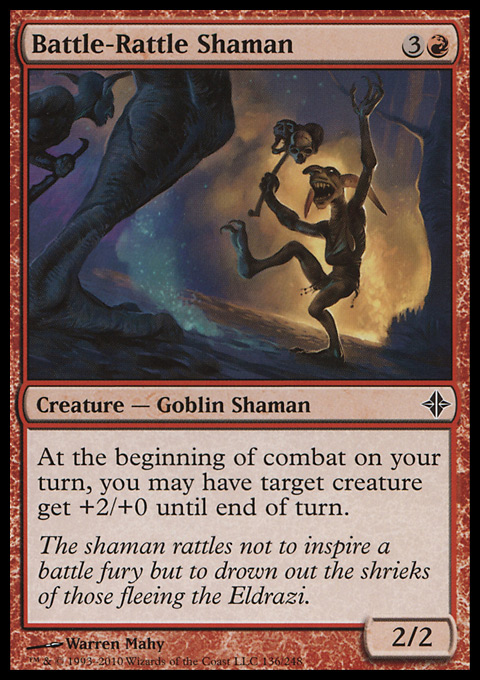 Battle-Rattle Shaman 3
Creature — Goblin Shaman
At the beginning of combat on your
turn, you may have target creature
get +2/+0 until end of turn.
The shaman rattles not to inspire a
battle fury but to drown out the shrieks
of those fleeing the Eldrazi.
2/2
Warren Mahy
™ & © 1993–2010 Wizards of the Coast LLC 136/248